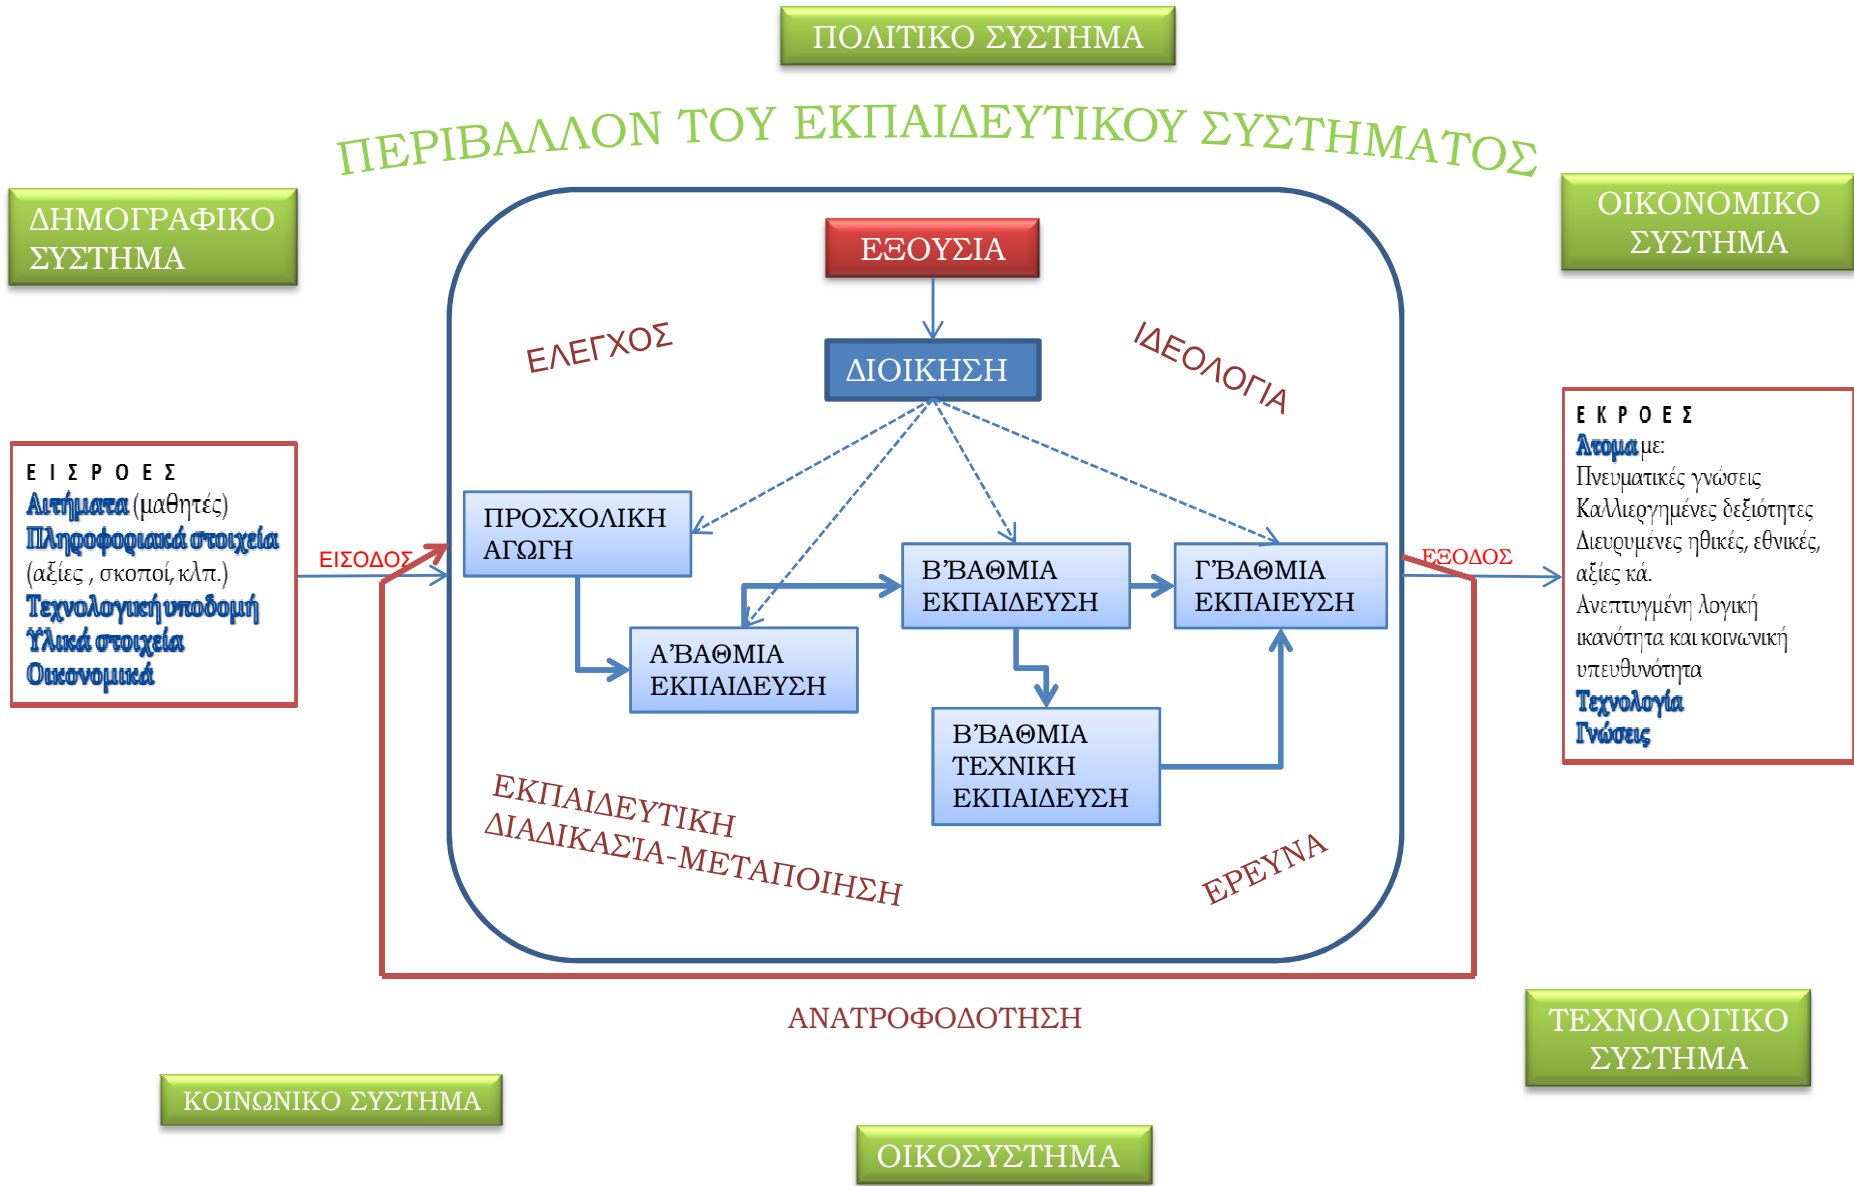 ΠΟΛΙΤΙΚΟ ΣΥΣΤΗΜΑ
ΠΕΡΙΒΑΛΛΟΝ ΤΟΥ ΕΚΠΑΙΔΕΥΤΙΚΟΥ ΣΥΣΤΗΜΑΤΟΣ
ΔΗΜΟΓΡΑΦΙΚΟ
ΣΥΣΤΗΜΑ
ΟΙΚΟΝΟΜΙΚΟ
ΣΥΣΤΗΜΑ
ΕΞΟΥΣΙΑ
ΕΛΕΓΧΟΣ
ΙΔΕΟΛΟΓΙΑ
ΔΙΟΙΚΗΣΗ
Ε Ι Σ Ρ Ο Ε Σ
Αιτήματα (μαθητές)
Πληροφοριακά στοιχεία
(αξίες , σκοποί, κλπ.)
Τεχνολογική υποδομή
Υλικά στοιχεία
Οικονομικά
ΕΙΣΟΔΟΣ
ΠΡΟΣΧΟΛΙΚΗ
ΑΓΩΓΗ
Α’ΒΑΘΜΙΑ
ΕΚΠΑΙΔΕΥΣΗ
Β’ΒΑΘΜΙΑ
ΕΚΠΑΙΔΕΥΣΗ
Γ’ΒΑΘΜΙΑ
ΕΚΠΑΙΕΥΣΗ
Β’ΒΑΘΜΙΑ
ΤΕΧΝΙΚΗ
ΕΚΠΑΙΔΕΥΣΗ
ΕΞΟΔΟΣ
Ε Κ Ρ Ο Ε Σ
Άτομα με:
Πνευματικές γνώσεις
Καλλιεργημένες δεξιότητες
Διευρυμένες ηθικές, εθνικές,
αξίες κά.
Ανεπτυγμένη λογική
ικανότητα και κοινωνική
υπευθυνότητα
Τεχνολογία
Γνώσεις
ΕΚΠΑΙΔΕΥΤΙΚΗ
ΔΙΑΔΙΚΑΣΊΑ-ΜΕΤΑΠΟΙΗΣΗ
ΕΡΕΥΝΑ
ΑΝΑΤΡΟΦΟΔΟΤΗΣΗ
ΤΕΧΝΟΛΟΓΙΚΟ
ΣΥΣΤΗΜΑ
ΚΟΙΝΩΝΙΚΟ ΣΥΣΤΗΜΑ
ΟΙΚΟΣΥΣΤΗΜΑ